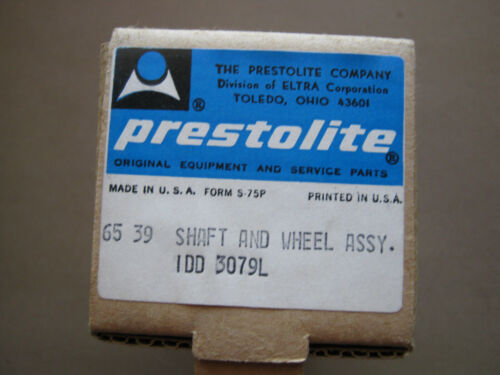 THE PRESTOLITE COMPANY
Division of ELTRA Corporation
TOLEDO, OHIO 43601
®
prestolite®
ORIGINAL EQUIPMENT AND SERVICE PARTS
MADE IN U.S.A. FORM S-75P PRINTED IN U.S.A.
65 39 SHAFT AND WHEEL ASSY.
IDD 3079L